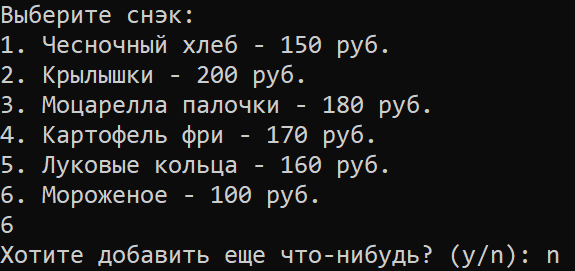 Выберите снэк:
1. Чесночный хлеб - 150 руб.
2. Крылышки - 200 руб.
3. Моцарелла палочки - 180 руб.
4. Картофель фри - 170 руб.
5. Луковые кольца - 160 руб.
6. Мороженое - 100 руб.
6
Хотите добавить еще что-нибудь? (y/n): n